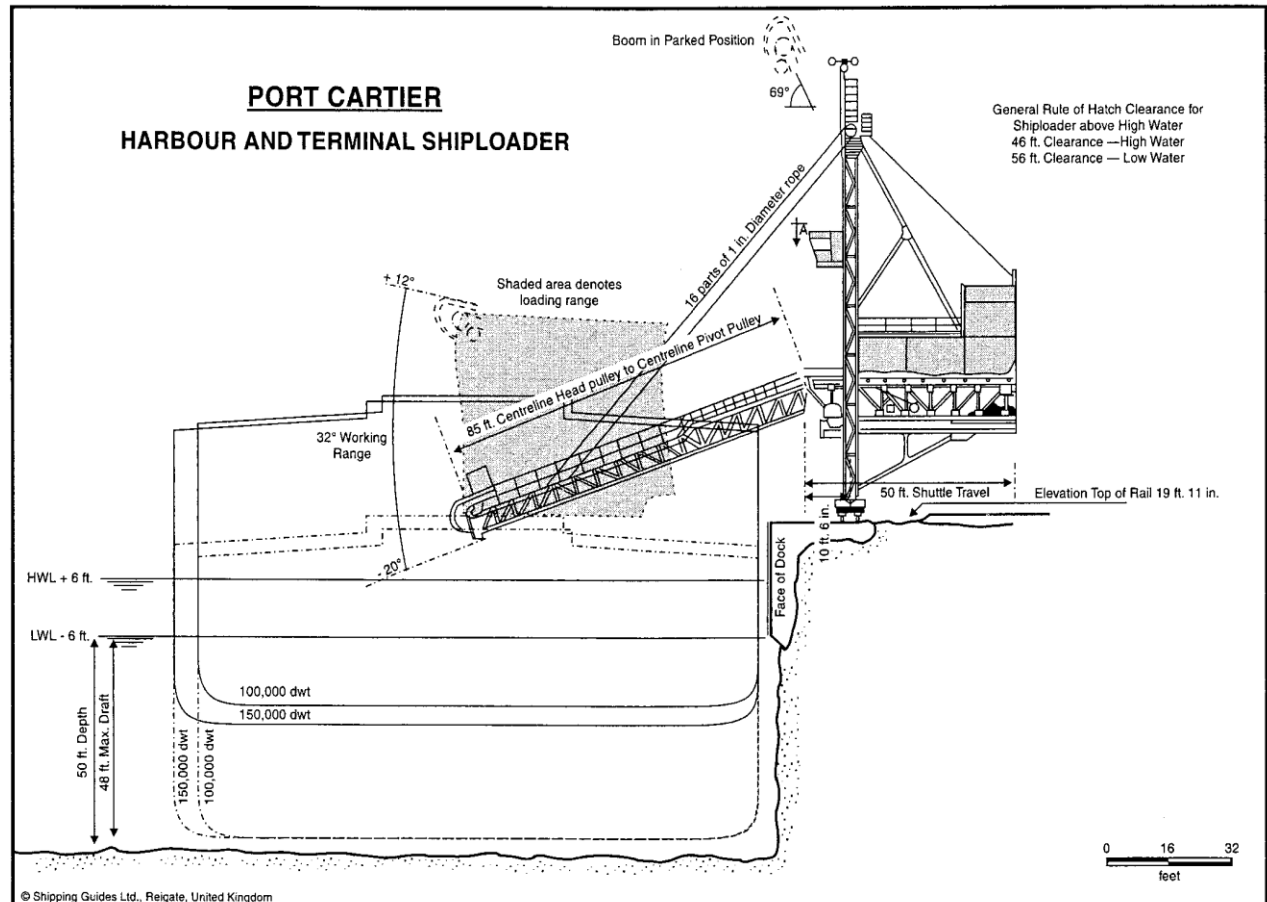 Boom in Parked Position
69°
PORT CARTIER
HARBOUR AND TERMINAL SHIPLOADER
General Rule of Hatch Clearance for
Shiploader above High Water
46 ft. Clearance —High Water
56 ft. Clearance — Low Water
16 parts of 1 in. Diameter rope
A
+ 12°
Shaded area denotes
loading range
85 ft. Centreline Head pulley to Centreline Pivot Pulley
32° Working
Range
50 ft. Shuttle Travel
Elevation Top of Rail 19 ft. 11 in.
10 ft. 6 in.
- 20°
HWL + 6 ft.
Face of Dock
LWL - 6 ft.
100,000 dwt
150,000 dwt
50 ft. Depth
48 ft. Max. Draft
150,000 dwt
100,000 dwt
0 16 32
feet
© Shipping Guides Ltd., Reigate, United Kingdom